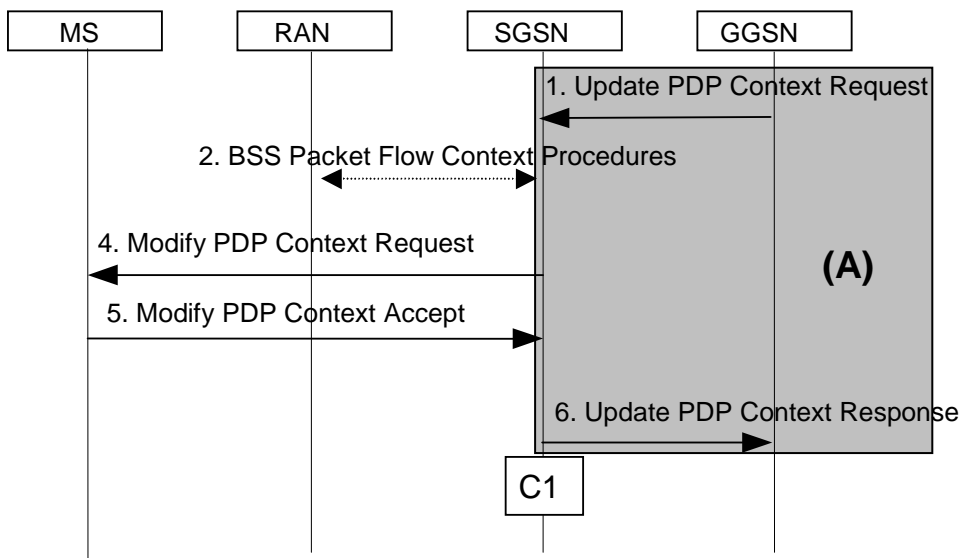 MS
RAN
SGSN
GGSN
1. Update PDP Context Request
2. BSS Packet Flow Context Procedures
4. Modify PDP Context Request
(A)
5. Modify PDP Context Accept
6. Update PDP Context Response
C1